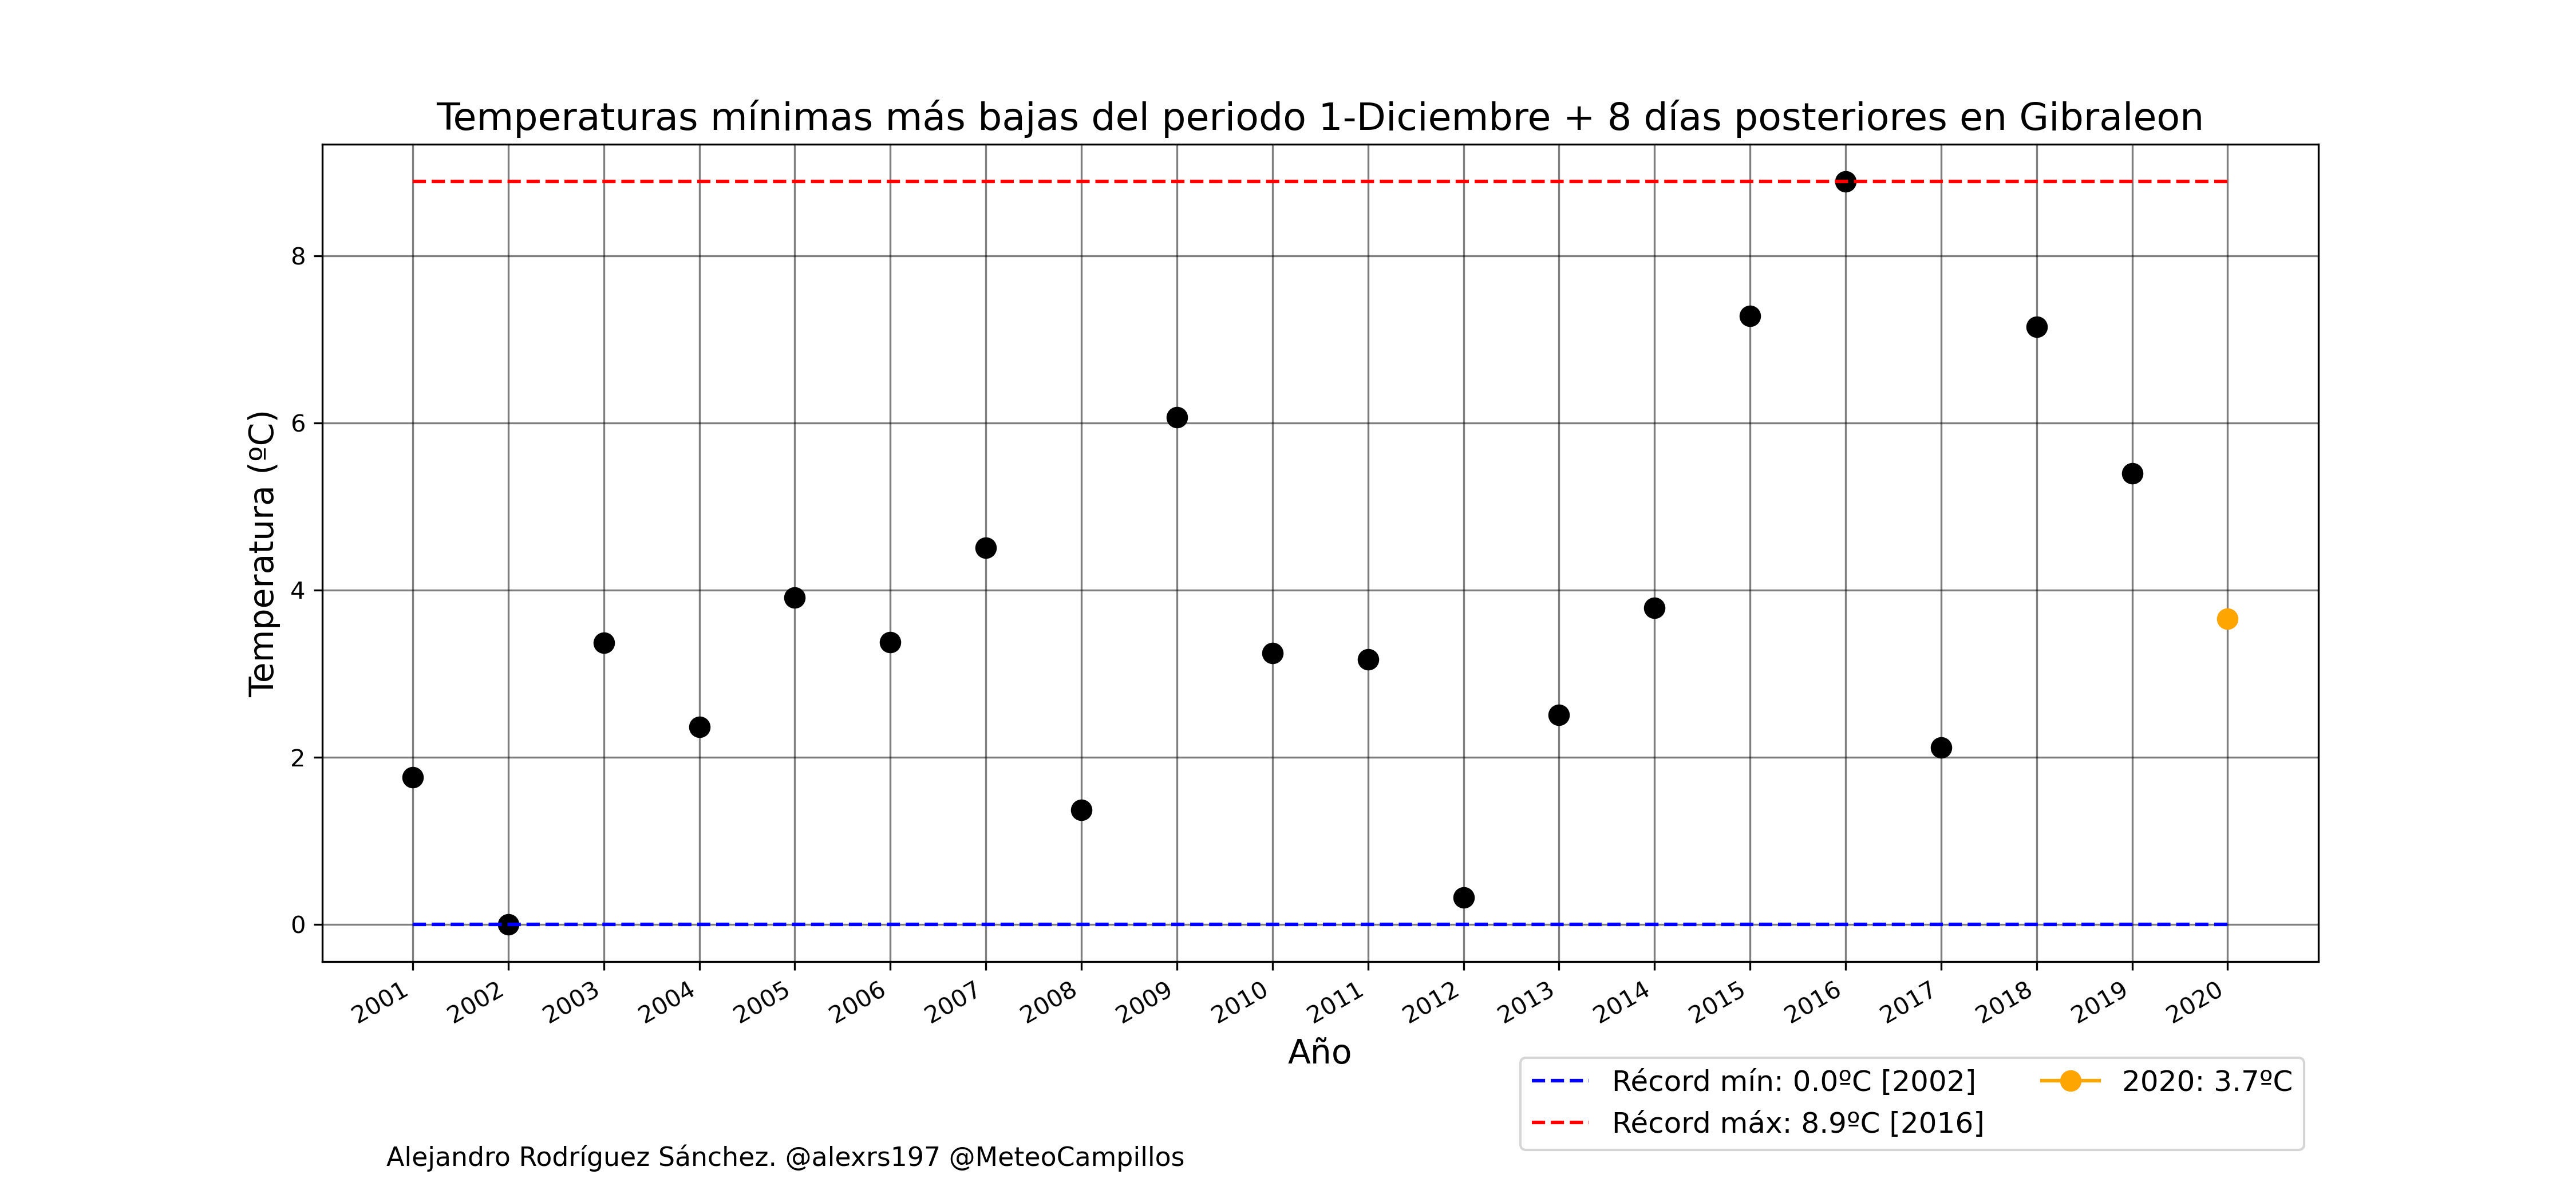 Temperaturas mínimas más bajas del periodo 1-Diciembre + 8 días posteriores en Gibraleon
Temperatura (ºC)
8
6
4
2
0
2001 2002 2003 2004 2005 2006 2007 2008 2009 2010 2011 2012 2013 2014 2015 2016 2017 2018 2019 2020
Año
Récord mín: 0.0ºC [2002]
Récord máx: 8.9ºC [2016]
2020: 3.7ºC
Alejandro Rodríguez Sánchez. @alexrs197 @MeteoCampillos